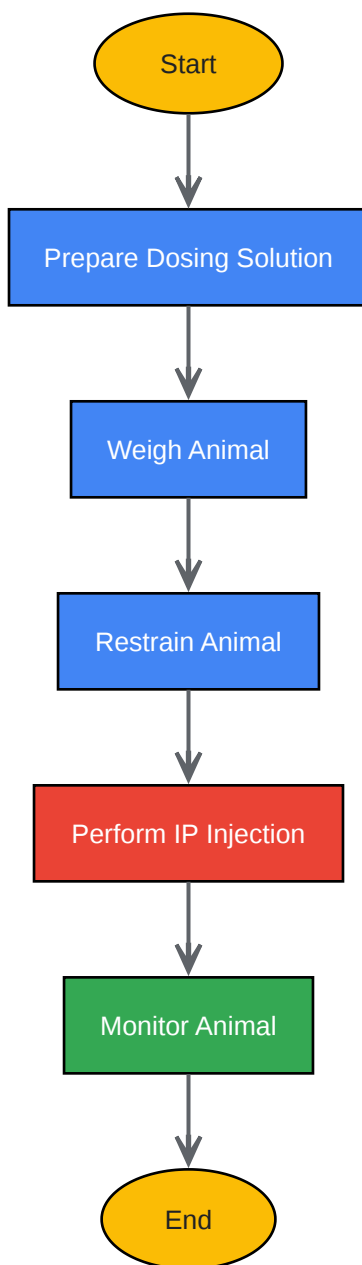 Start
Prepare Dosing Solution
Weigh Animal
Restrain Animal
Perform IP Injection
Monitor Animal
End